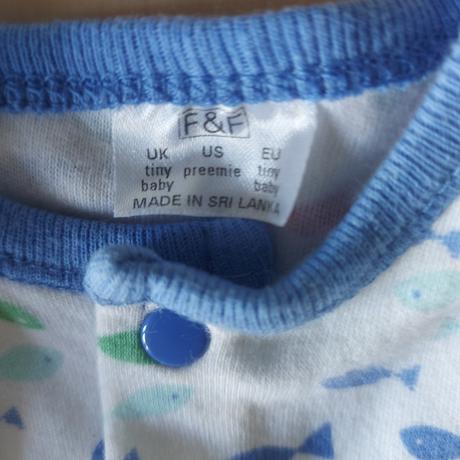 F&F
UK US EU
tiny preemie tiny
baby baby
MADE IN SRI LANKA